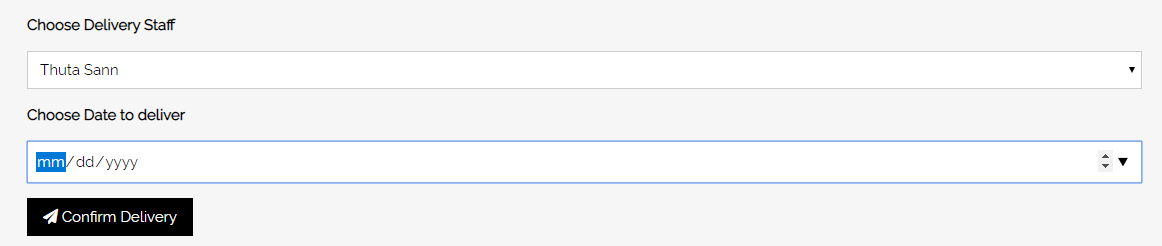 Choose Delivery Staff
Thuta Sann
Choose Date to deliver
mm/dd/yyyy
Confirm Delivery